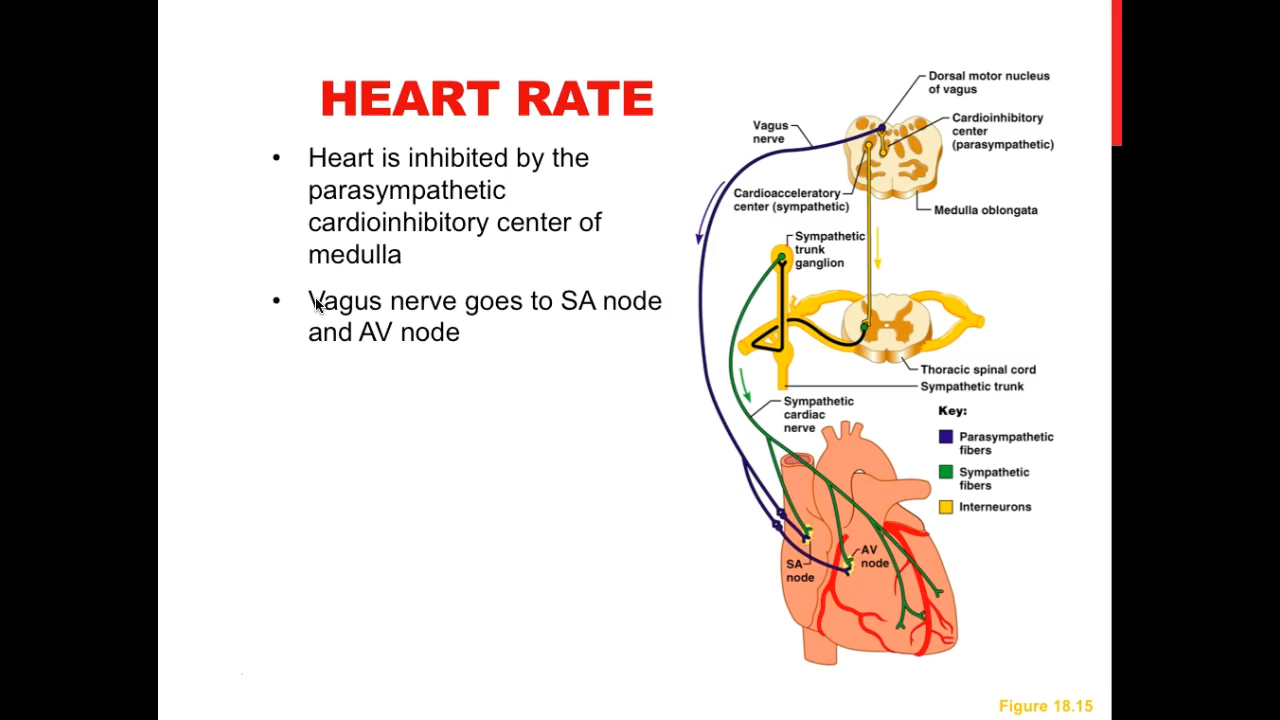 HEART RATE
• Heart is inhibited by the
parasympathetic
cardioinhibitory center of
medulla
• Vagus nerve goes to SA node
and AV node
Dorsal motor nucleus
of vagus
Vagus
nerve
Cardioinhibitory
center
(parasympathetic)
Cardioacceleratory
center (sympathetic)
Medulla oblongata
Sympathetic
trunk
ganglion
Thoracic spinal cord
Sympathetic trunk
Sympathetic
cardiac
nerve
Key:
Parasympathetic
fibers
Sympathetic
fibers
Interneurons
AV
node
SA
node
Figure 18.15